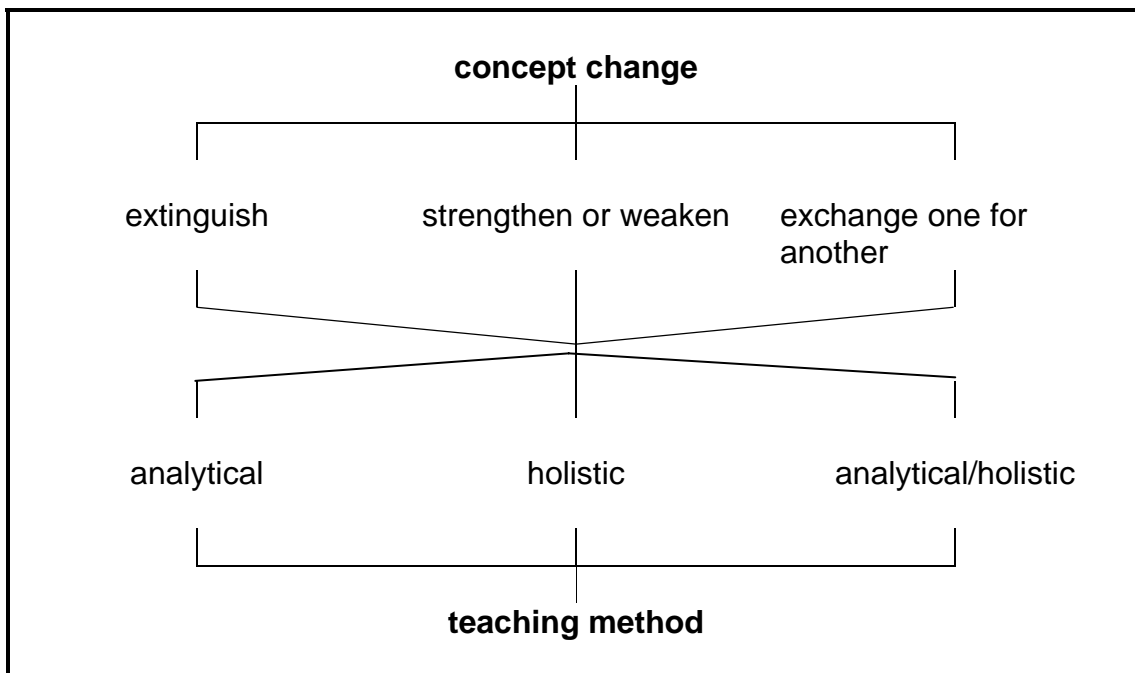 concept change
extinguish
strengthen or weaken
exchange one for
another
analytical
holistic
analytical/holistic
teaching method